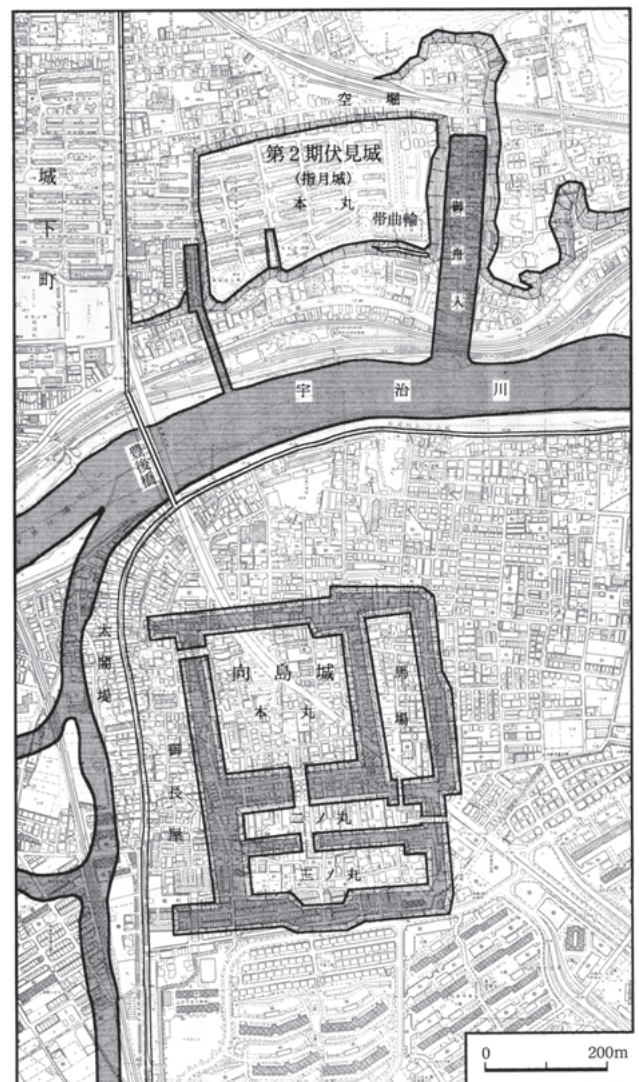 空堀
第2期伏見城
(指月城)
本丸
帯曲輪
御舟入
城下町
宇治川
豊後橋
太閤堤
向島城
本丸
馬場
御長屋
二ノ丸
三ノ丸
0 200m